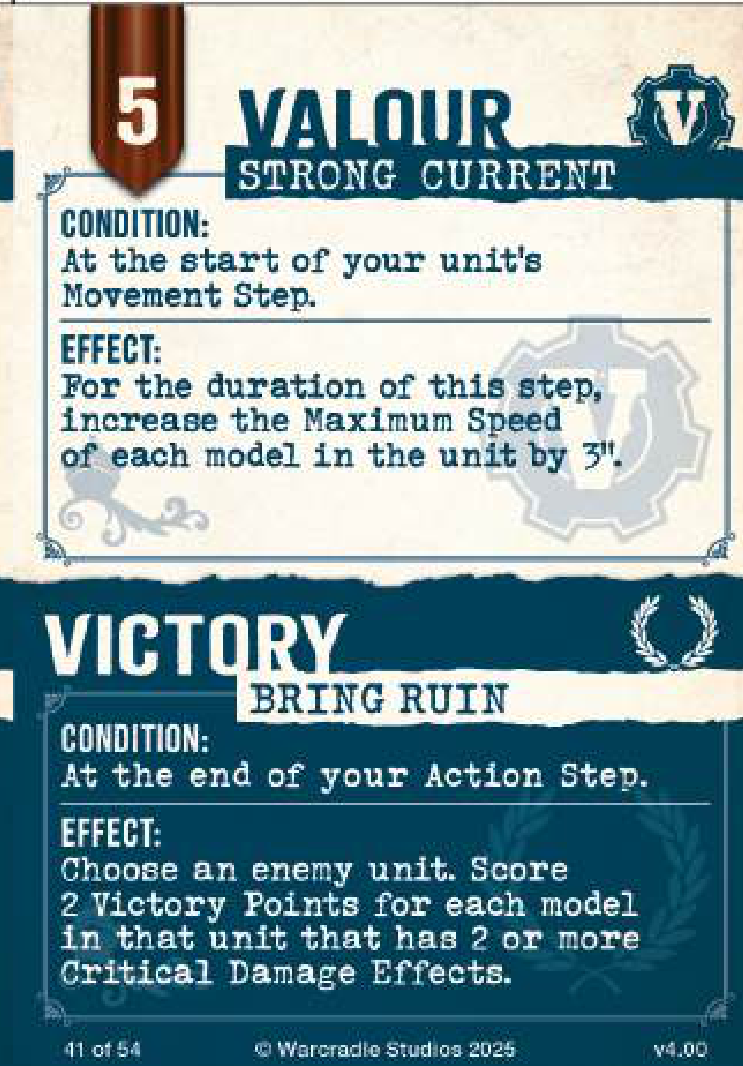 5
VALOUR
V
STRONG CURRENT
CONDITION:
At the start of your unit's
Movement Step.
EFFECT:
For the duration of this step,
increase the Maximum Speed
of each model in the unit by 3".
VICTORY
BRING RUIN
CONDITION:
At the end of your Action Step.
EFFECT:
Choose an enemy unit. Score
2 Victory Points for each model
in that unit that has 2 or more
Critical Damage Effects.
41 of 54 © Warcradle Studios 2025 v4.00